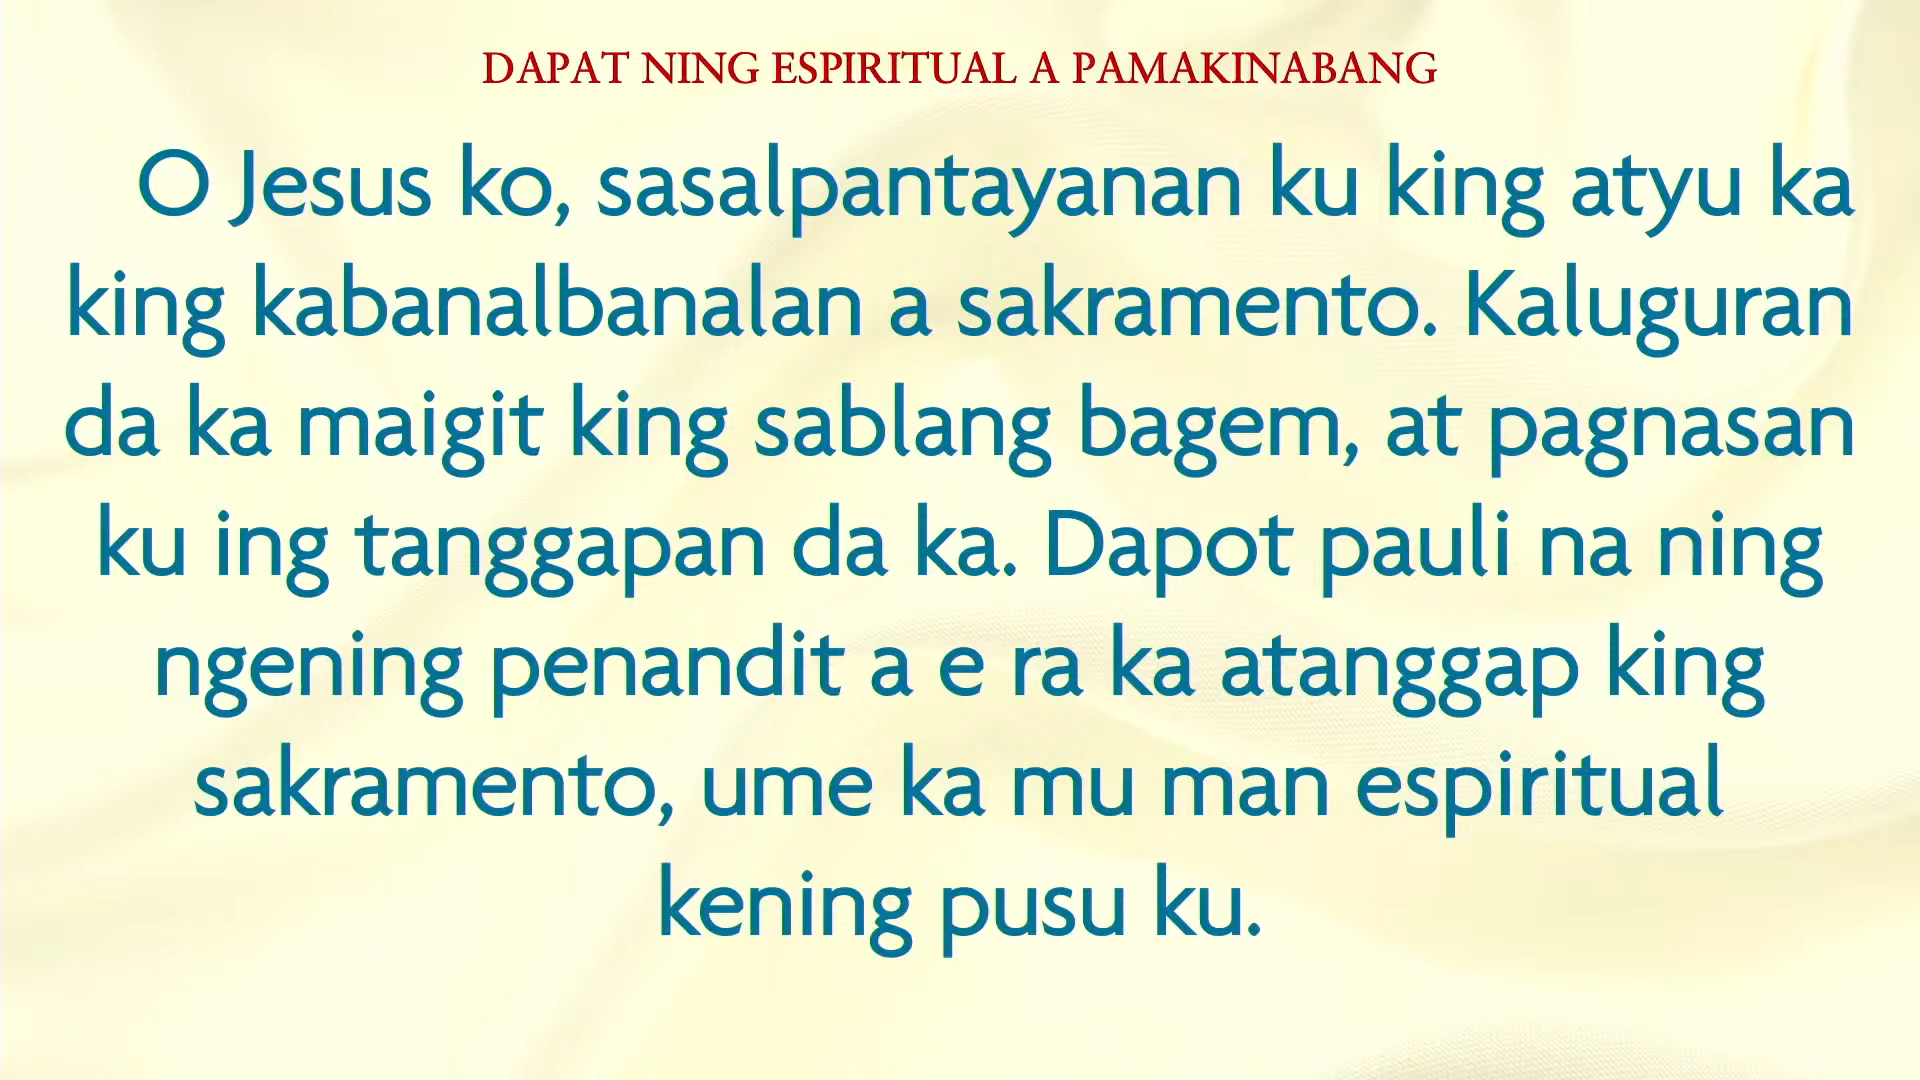 DAPAT NING ESPIRITUAL A PAMAKINABANG
O Jesus ko, sasalpantayanan ku king atyu ka
king kabanalbanalan a sakramento. Kaluguran
da ka maigit king sablang bagem, at pagnasan
ku ing tanggapan da ka. Dapot pauli na ning
ngening penandit a e ra ka atanggap king
sakramento, ume ka mu man espiritual
kening pusu ku.